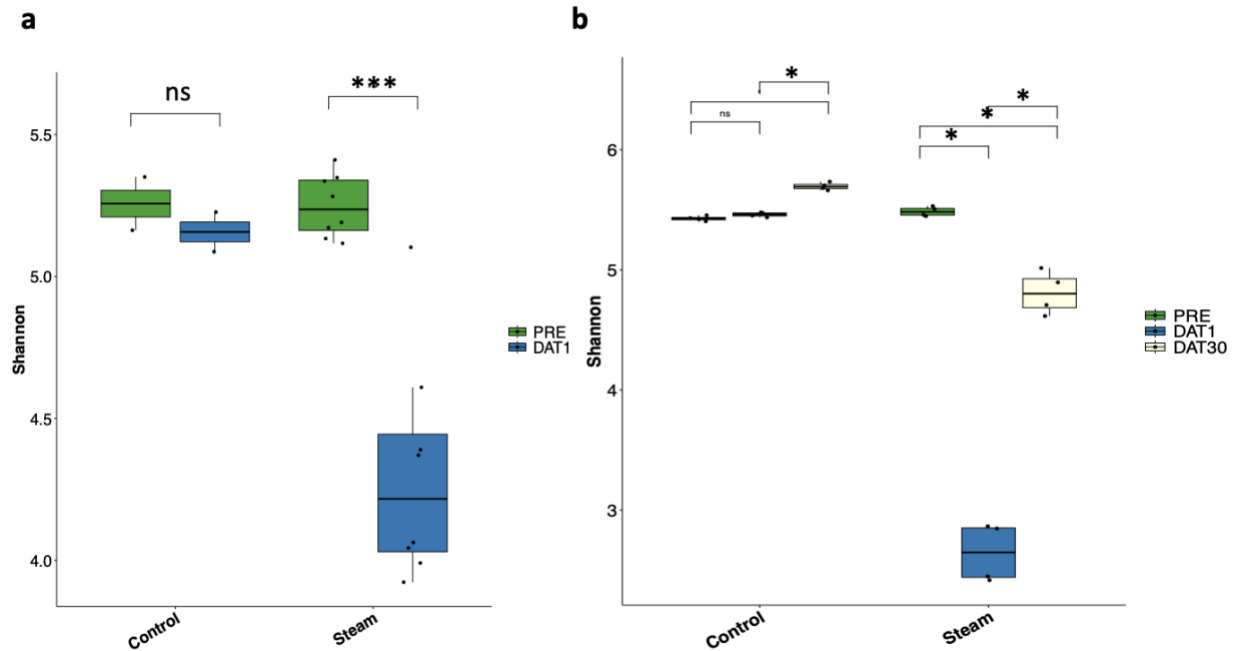 a
b
ns
***
5.5
5.0
4.5
4.0
Shannon
PRE
DAT1
Control
Steam
*
ns
*
*
*
6
5
4
3
Shannon
PRE
DAT1
DAT30
Control
Steam